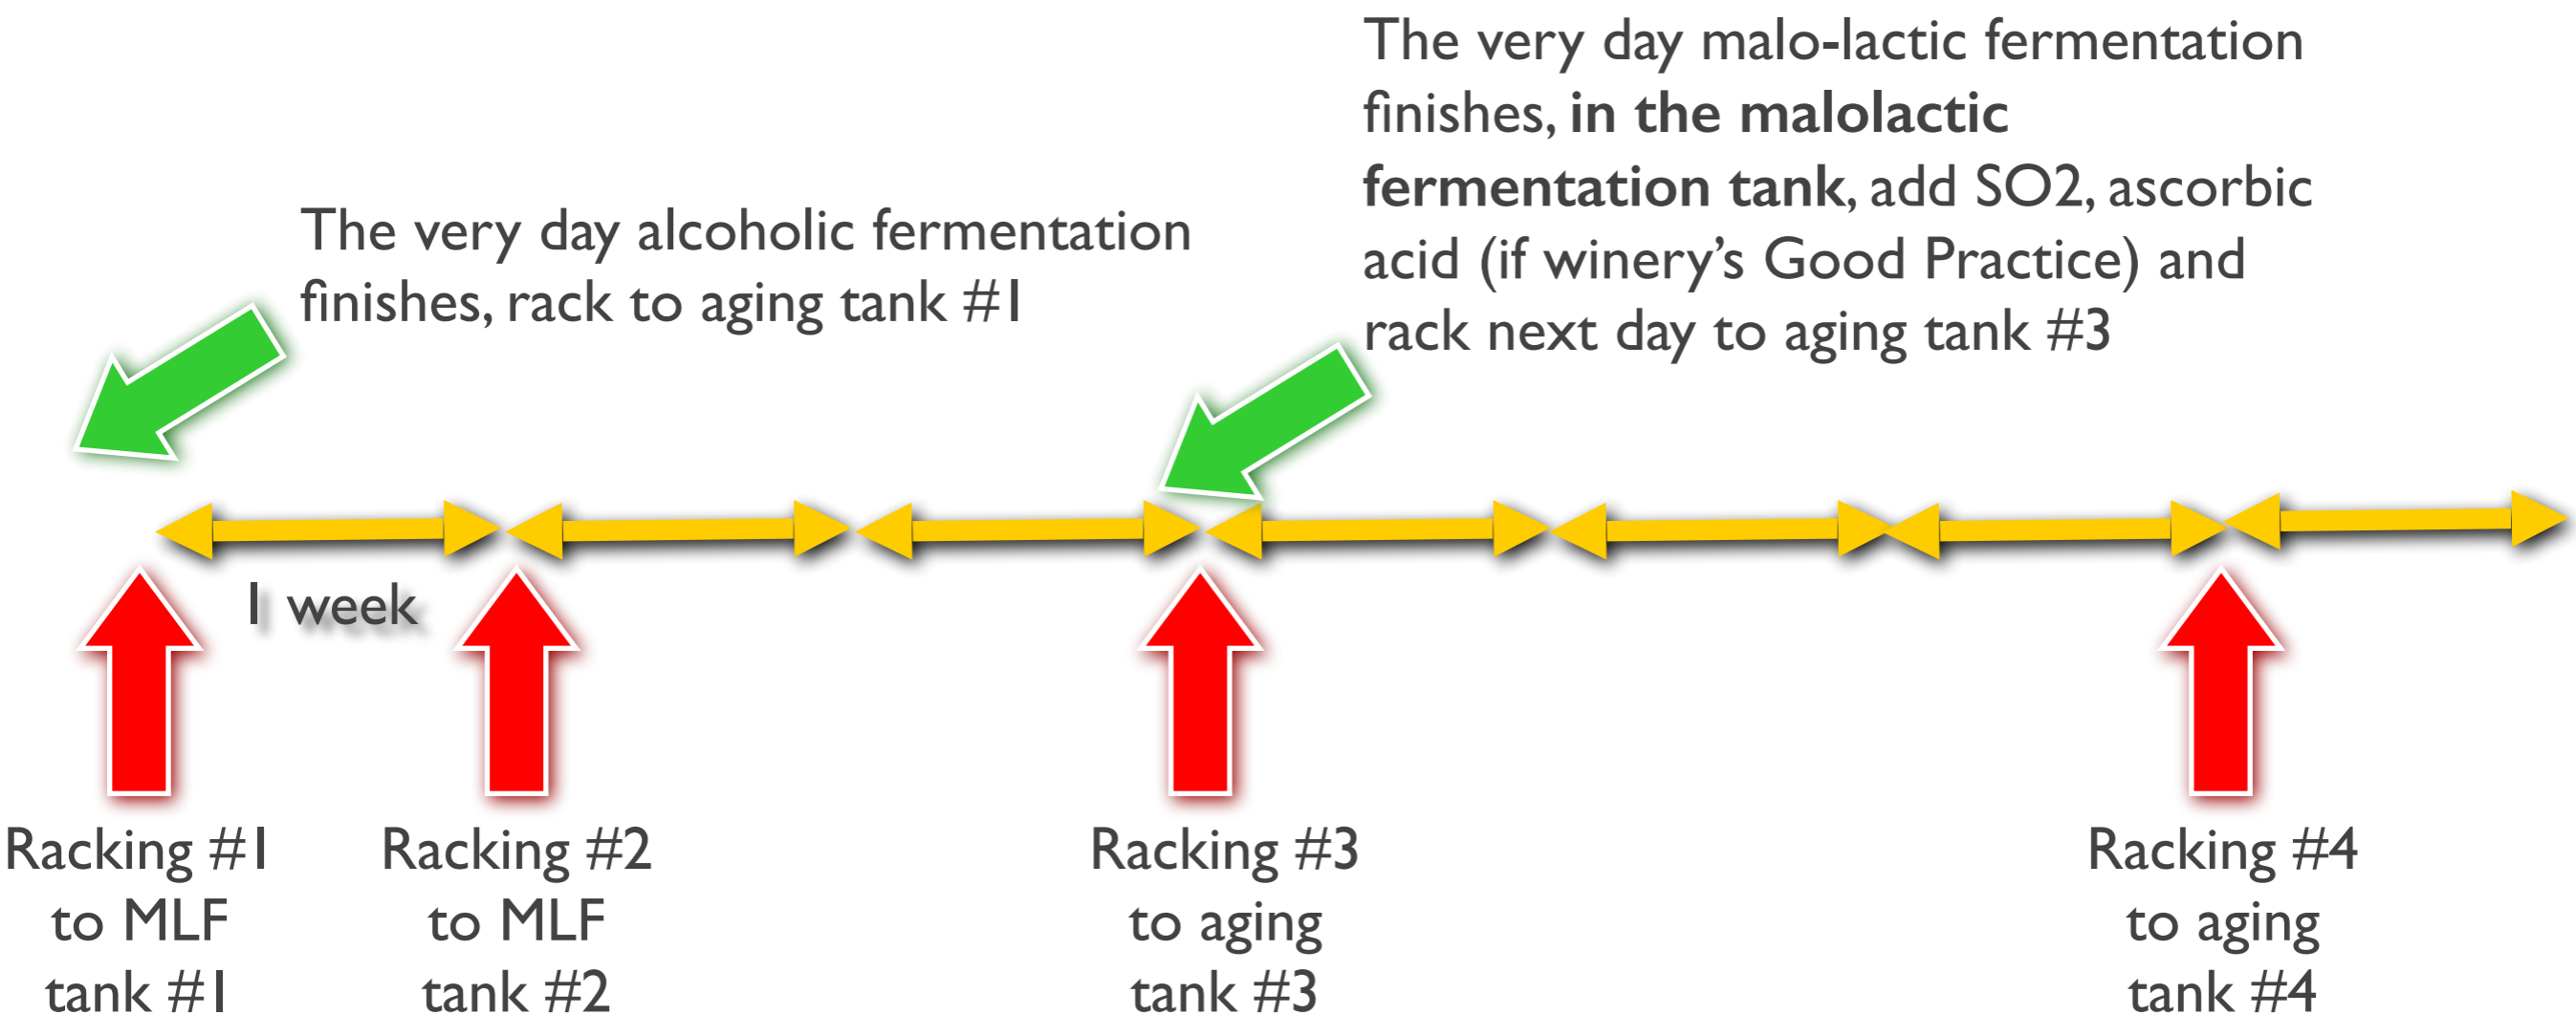 The very day malo-lactic fermentation
finishes, in the malolactic
fermentation tank, add SO2, ascorbic
acid (if winery’s Good Practice) and
rack next day to aging tank #3
The very day alcoholic fermentation
finishes, rack to aging tank #1
1 week
Racking #1
to MLF
tank #1
Racking #2
to MLF
tank #2
Racking #3
to aging
tank #3
Racking #4
to aging
tank #4